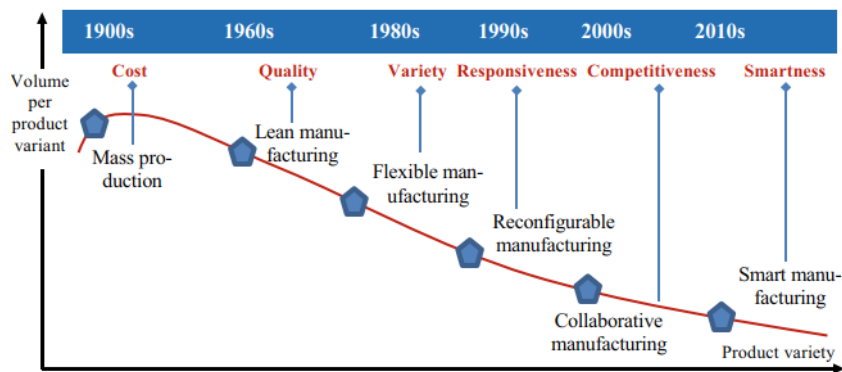 1900s 1960s 1980s 1990s 2000s 2010s
Cost Quality Variety Responsiveness Competitiveness Smartness
Volume
per
product
variant
Mass pro-
duction
Lean manu-
facturing
Flexible man-
ufacturing
Reconfigurable
manufacturing
Collaborative
manufacturing
Smart manu-
facturing
Product variety